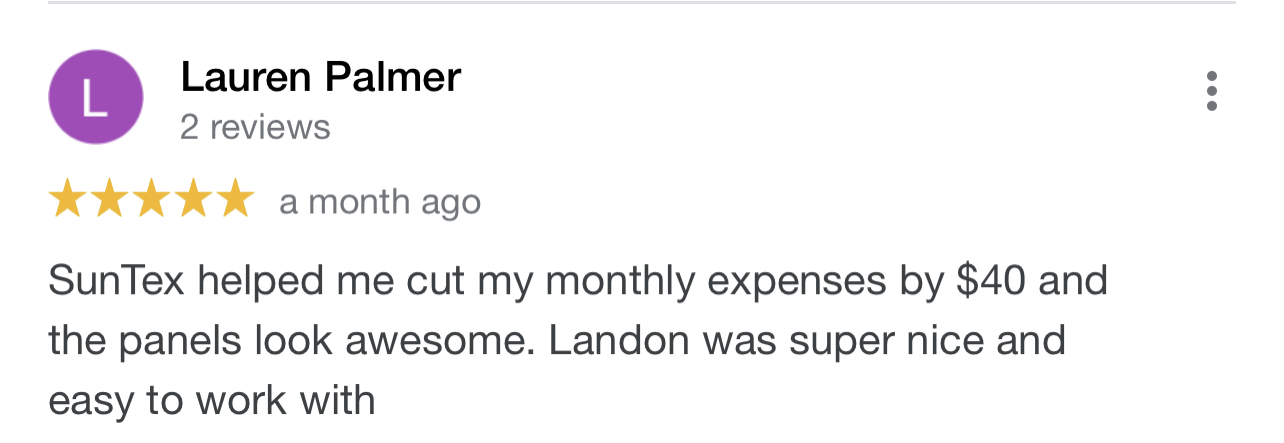 L
Lauren Palmer
2 reviews
a month ago
SunTex helped me cut my monthly expenses by $40 and
the panels look awesome. Landon was super nice and
easy to work with